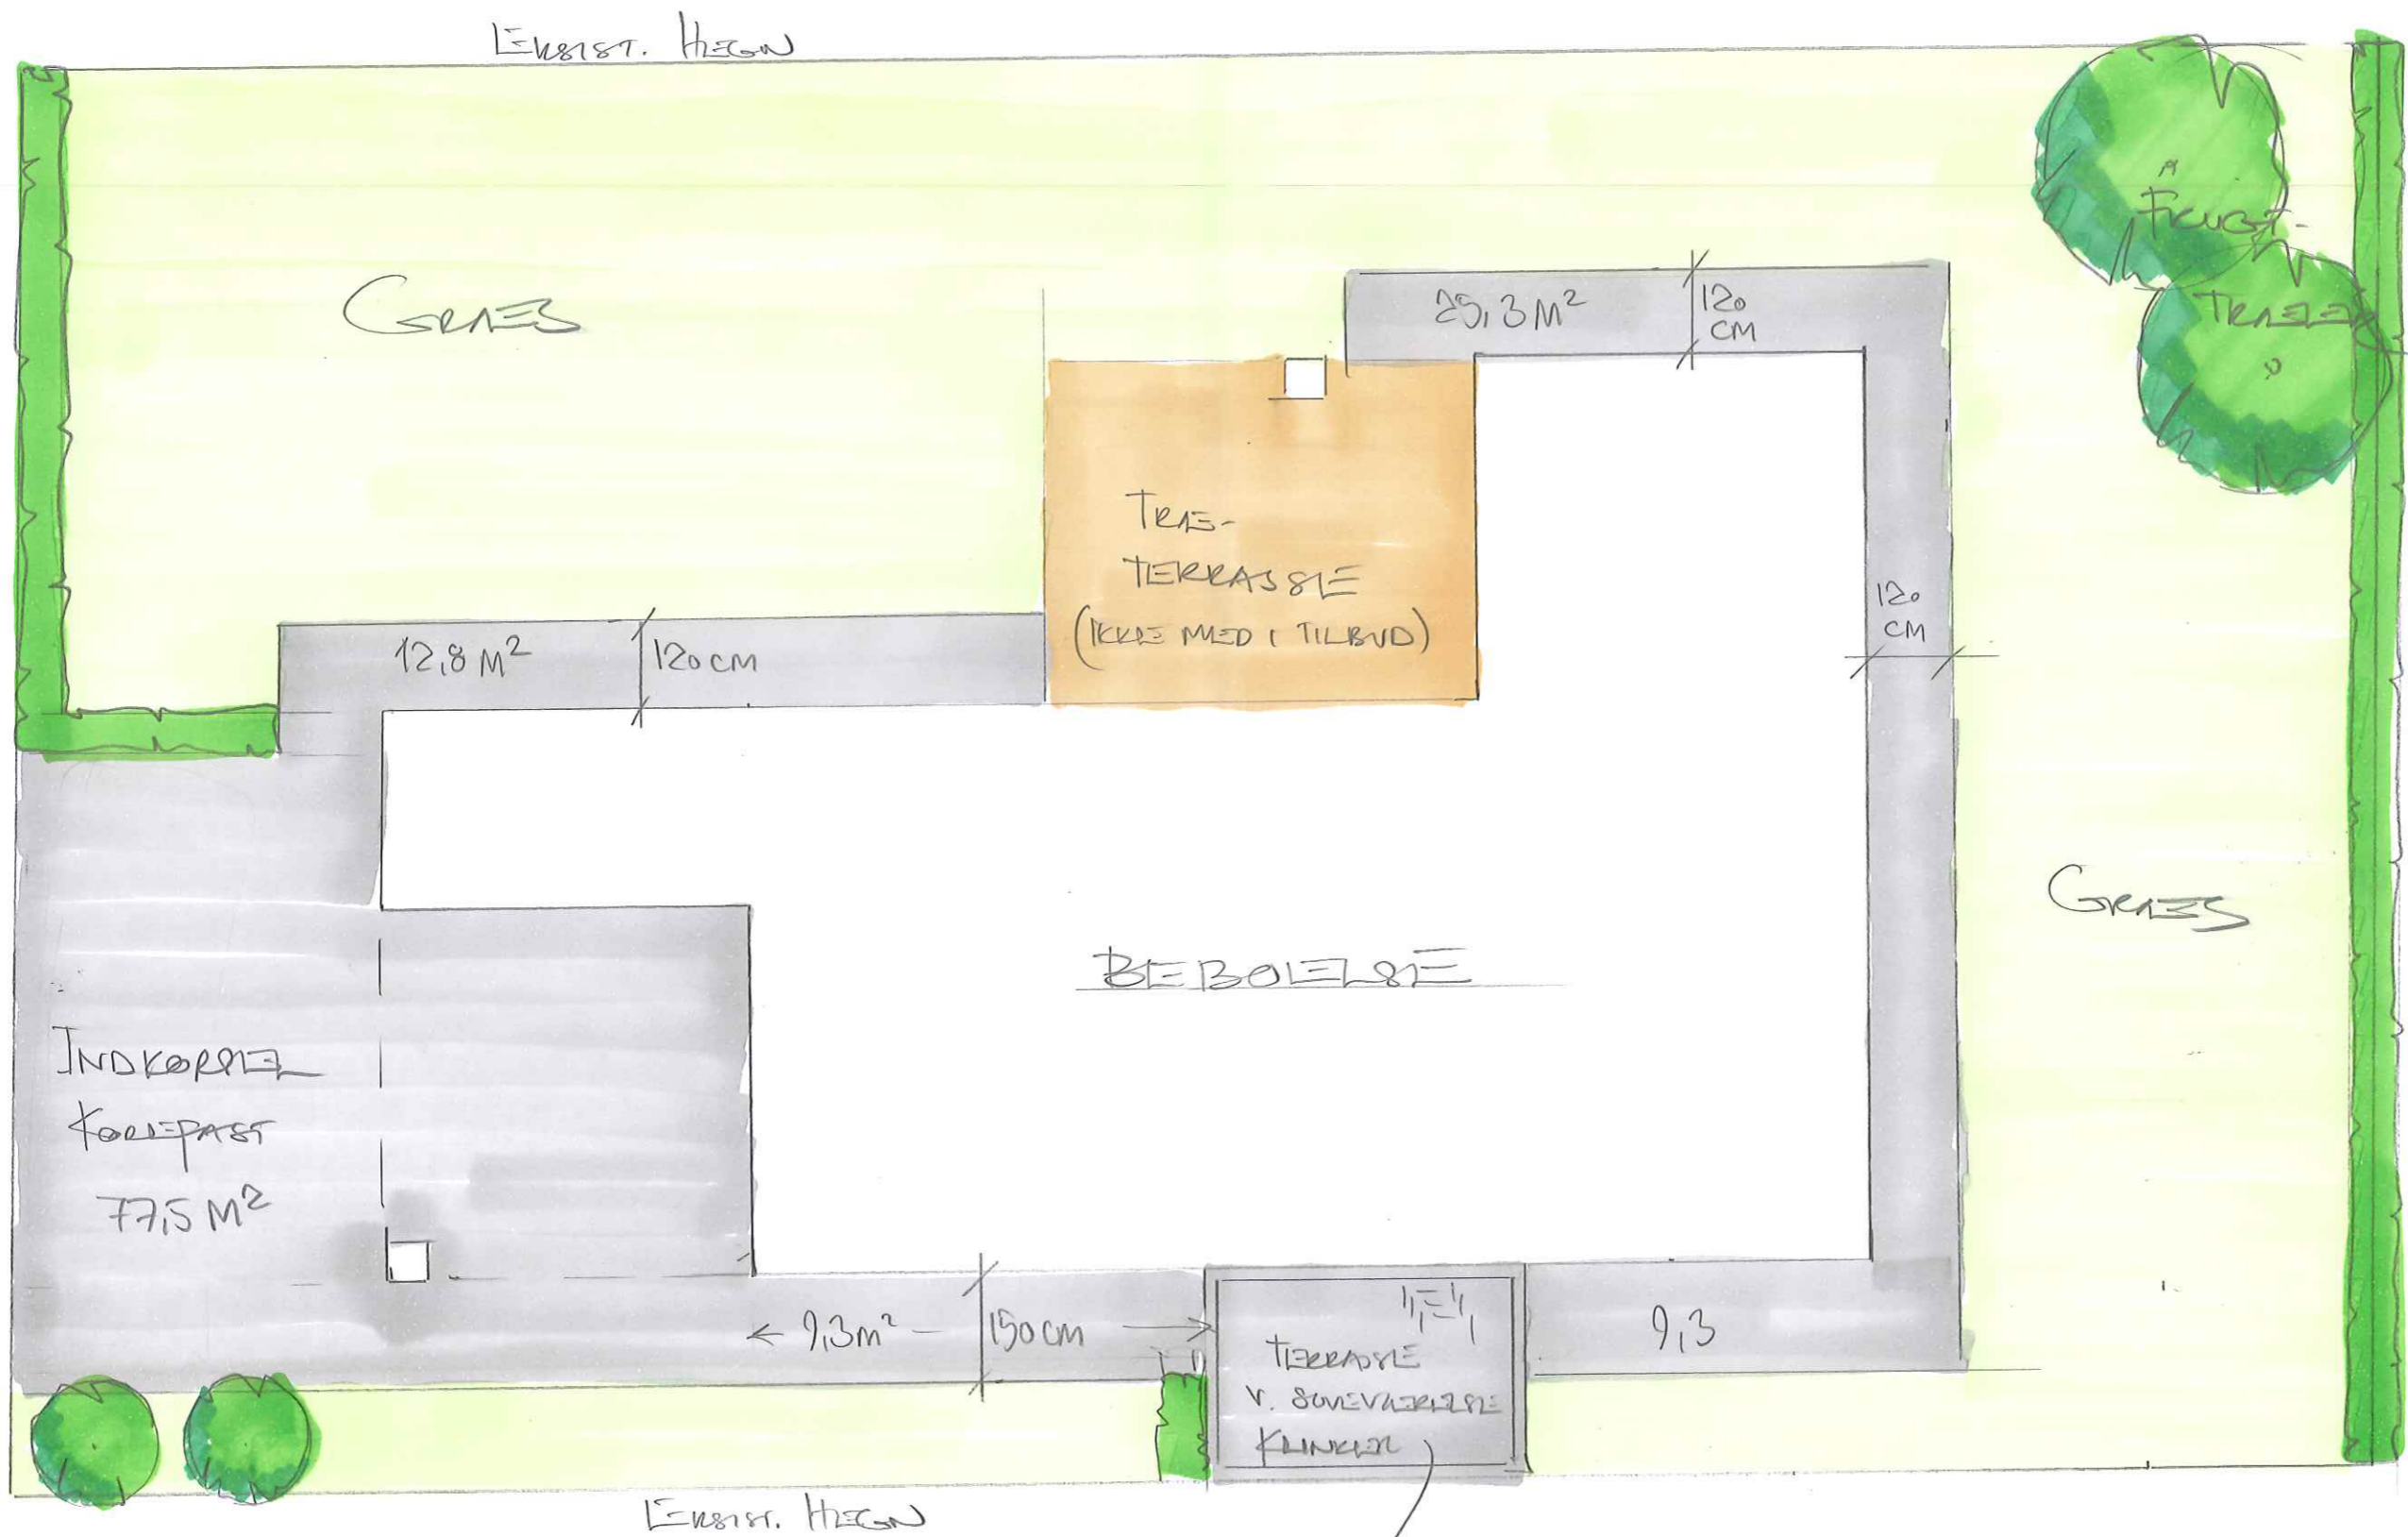 EKSIST. HEGN
GRÆS
25,3 M²
120
CM
FRUGT-
TRÆER
TRÆ-
TERRASSE
(IKKE MED I TILBUD)
12,8 M²
120 CM
120
CM
GRÆS
BEBOELSE
INDKØRSEL
KØREFAST
77,5 M²
← 9,3 m² —
150 cm
TERRASSE
V. SOVEVÆRELSE
KLINKER
9,3
EKSIST. HEGN